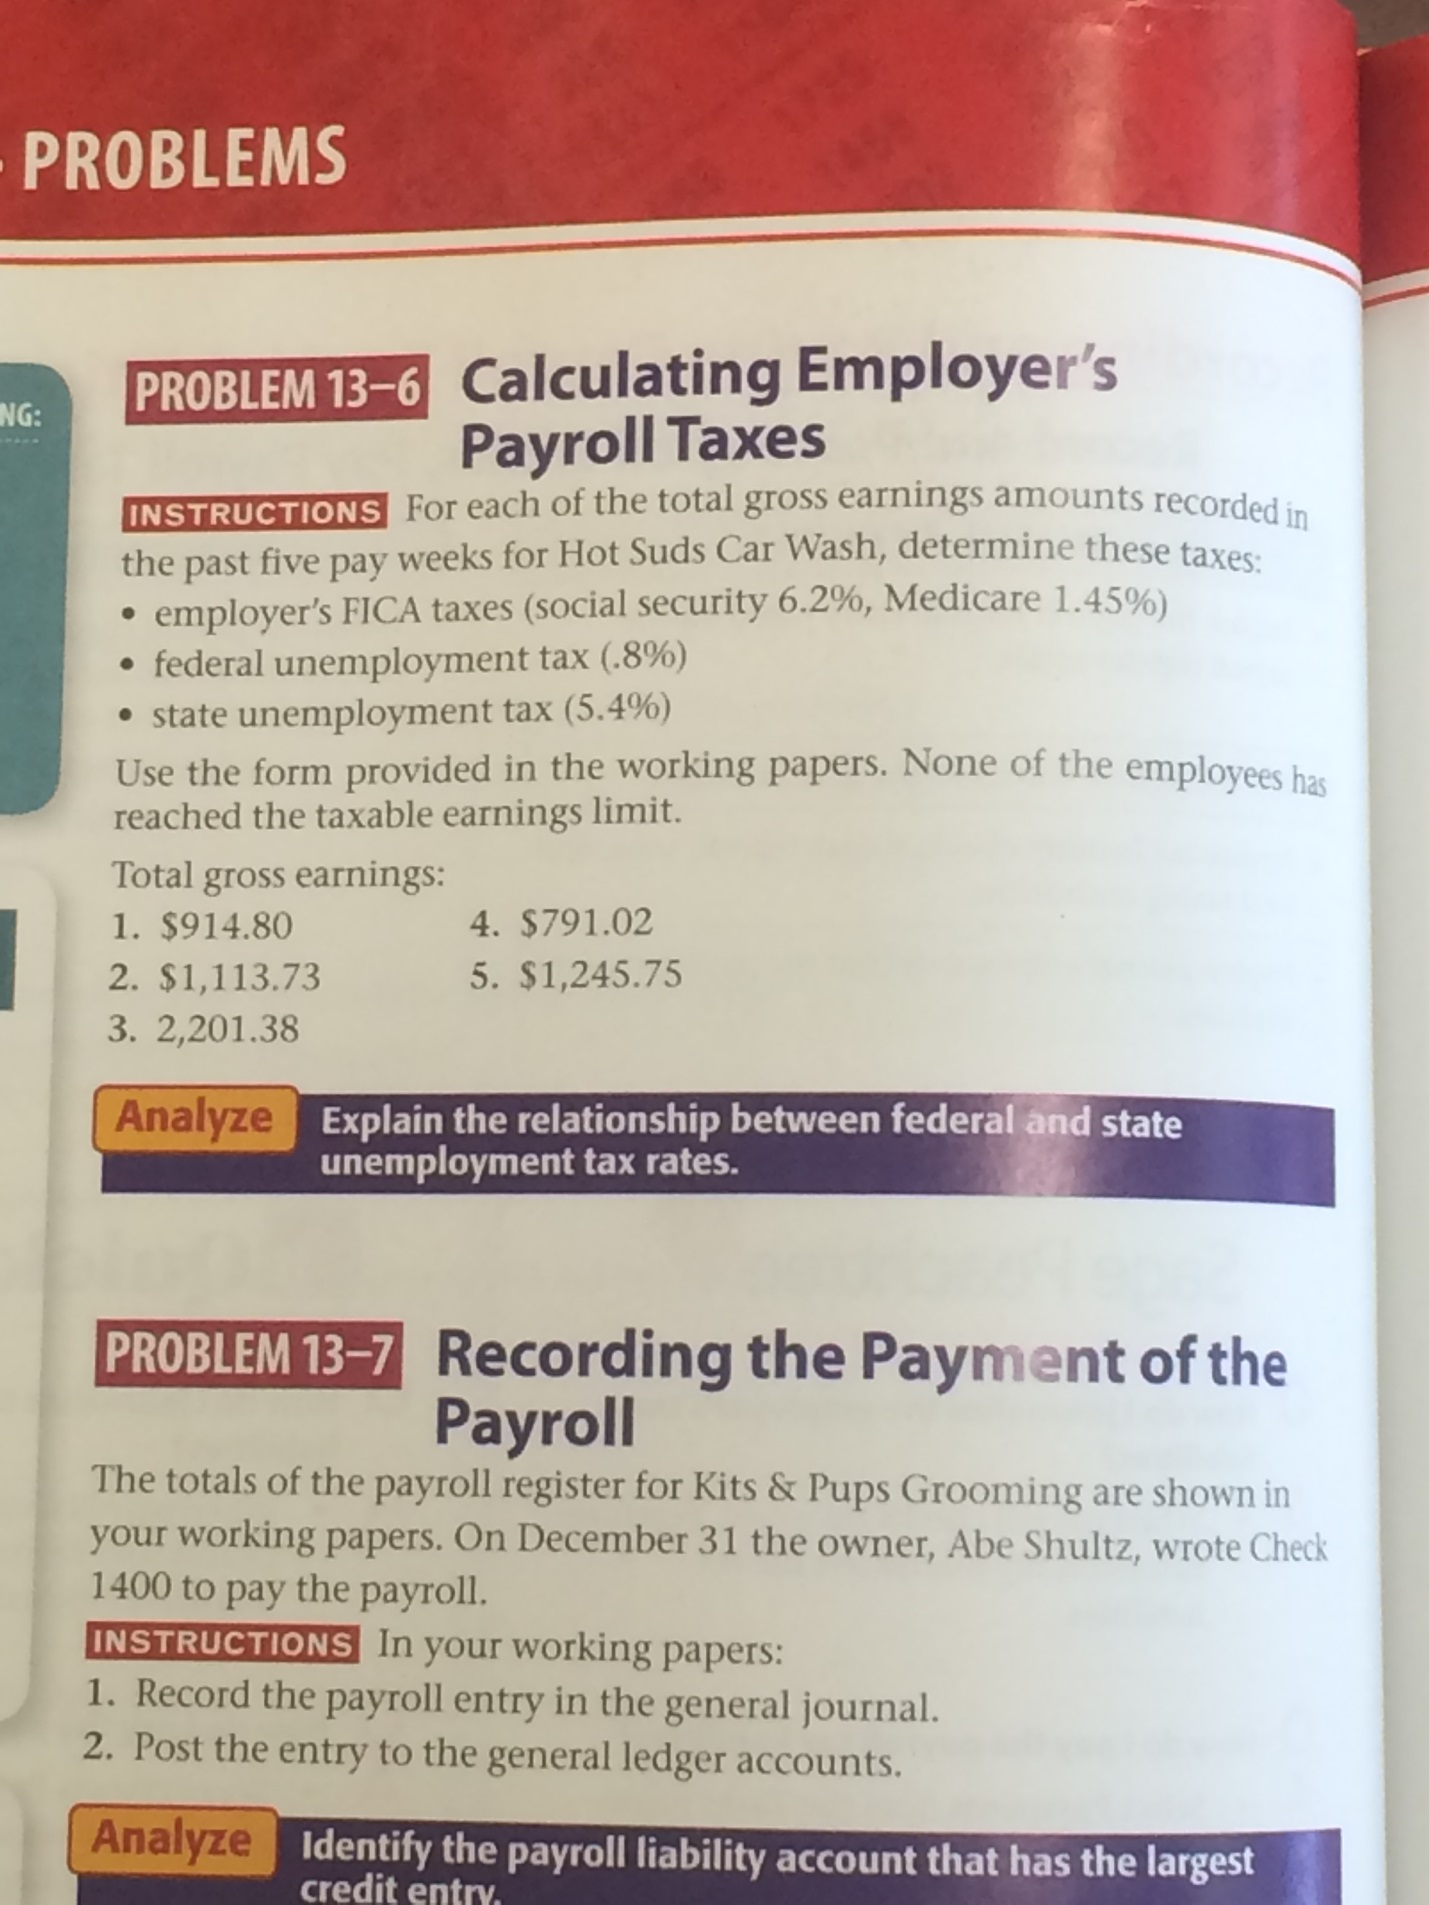 PROBLEMS
NG:
PROBLEM 13–6 Calculating Employer's
Payroll Taxes
INSTRUCTIONS For each of the total gross earnings amounts recorded in
the past five pay weeks for Hot Suds Car Wash, determine these taxes:
• employer's FICA taxes (social security 6.2%, Medicare 1.45%)
• federal unemployment tax (.8%)
• state unemployment tax (5.4%)
Use the form provided in the working papers. None of the employees has
reached the taxable earnings limit.
Total gross earnings:
1. $914.80 4. $791.02
2. $1,113.73 5. $1,245.75
3. 2,201.38
Analyze Explain the relationship between federal and state
unemployment tax rates.
PROBLEM 13–7 Recording the Payment of the
Payroll
The totals of the payroll register for Kits & Pups Grooming are shown in
your working papers. On December 31 the owner, Abe Shultz, wrote Check
1400 to pay the payroll.
INSTRUCTIONS In your working papers:
1. Record the payroll entry in the general journal.
2. Post the entry to the general ledger accounts.
Analyze Identify the payroll liability account that has the largest
credit entry.